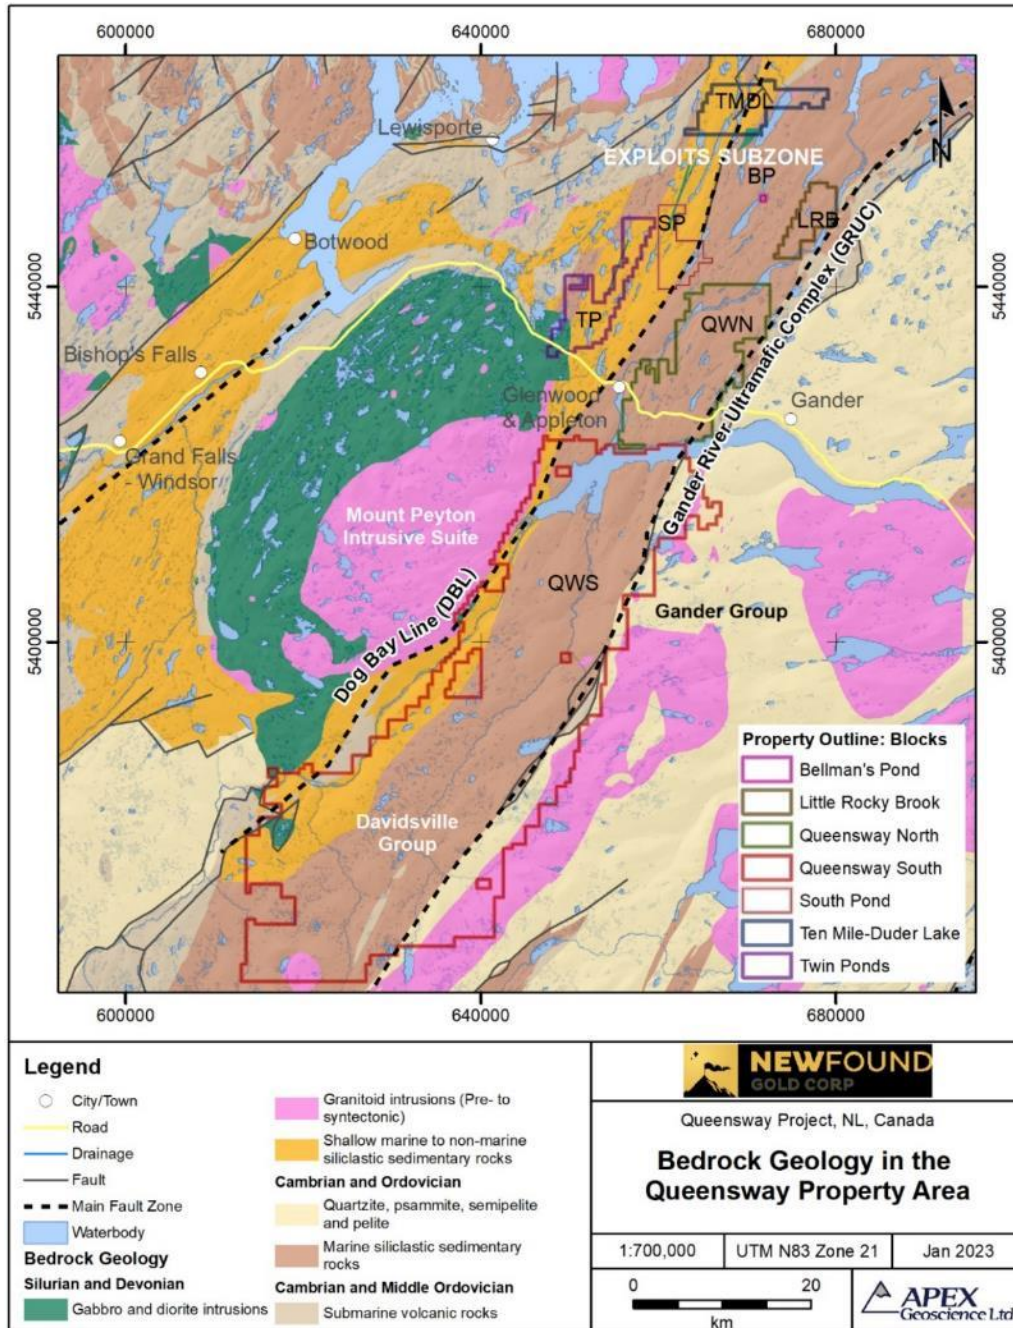 600000
640000
680000
Lewisporte
TMDL
EXPLOITS SUBZONE
BP
N
SP
LRB
Botwood
5440000
5440000
TP
QWN
Bishop's Falls
Glenwood
& Appleton
Gander
Grand Falls
- Windsor
Gander River Ultramafic Complex (GRUC)
Mount Peyton
Intrusive Suite
QWS
Dog Bay Line (DBL)
Gander Group
5400000
5400000
Davidsville
Group
Property Outline: Blocks
Bellman's Pond
Little Rocky Brook
Queensway North
Queensway South
South Pond
Ten Mile-Duder Lake
Twin Ponds
600000
640000
680000
Legend
City/Town
Road
Drainage
Fault
Main Fault Zone
Waterbody
Bedrock Geology
Silurian and Devonian
Gabbro and diorite intrusions
Granitoid intrusions (Pre- to
syntectonic)
Shallow marine to non-marine
siliclastic sedimentary rocks
Cambrian and Ordovician
Quartzite, psammite, semipelite
and pelite
Marine siliclastic sedimentary
rocks
Cambrian and Middle Ordovician
Submarine volcanic rocks
NEWFOUND
GOLD CORP
Queensway Project, NL, Canada
Bedrock Geology in the
Queensway Property Area
1:700,000
UTM N83 Zone 21
Jan 2023
0 20
km
APEX
Geoscience Ltd